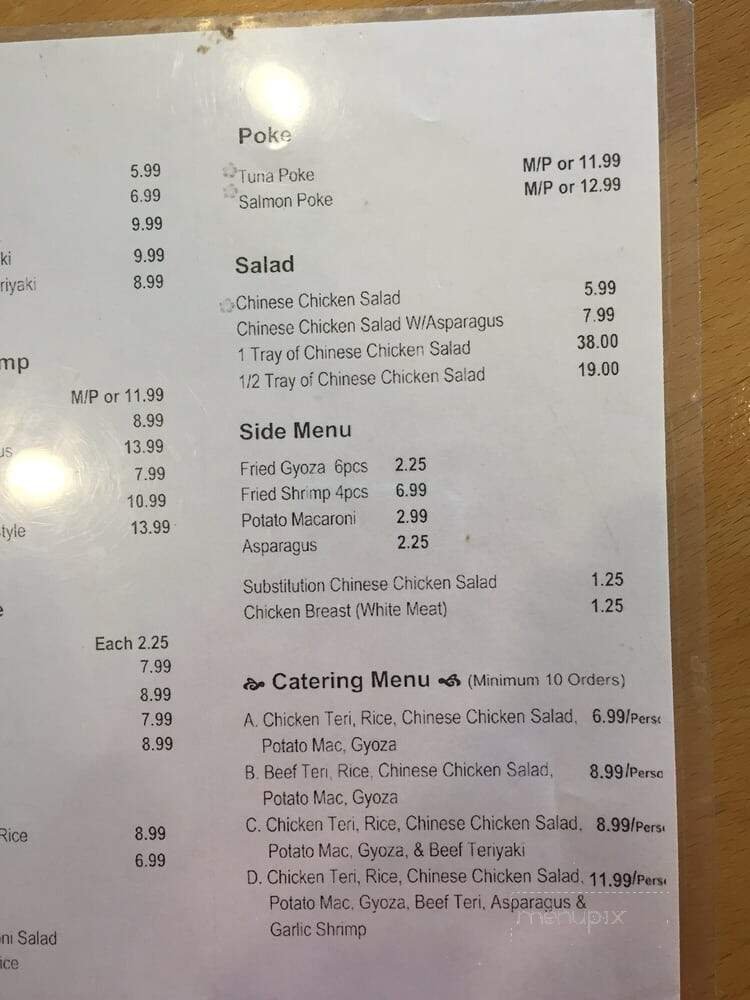 5.99
6.99
9.99
ki 9.99
riyaki 8.99
mp
M/P or 11.99
8.99
us 13.99
7.99
10.99
tyle 13.99
e
Each 2.25
7.99
8.99
7.99
8.99
Rice 8.99
6.99
oni Salad
ice
Poke
Tuna Poke M/P or 11.99
Salmon Poke M/P or 12.99
Salad
Chinese Chicken Salad 5.99
Chinese Chicken Salad W/Asparagus 7.99
1 Tray of Chinese Chicken Salad 38.00
1/2 Tray of Chinese Chicken Salad 19.00
Side Menu
Fried Gyoza 6pcs 2.25
Fried Shrimp 4pcs 6.99
Potato Macaroni 2.99
Asparagus 2.25
Substitution Chinese Chicken Salad 1.25
Chicken Breast (White Meat) 1.25
Catering Menu (Minimum 10 Orders)
A. Chicken Teri, Rice, Chinese Chicken Salad, 6.99/Perso
Potato Mac, Gyoza
B. Beef Teri, Rice, Chinese Chicken Salad, 8.99/Perso
Potato Mac, Gyoza
C. Chicken Teri, Rice, Chinese Chicken Salad, 8.99/Pers
Potato Mac, Gyoza, & Beef Teriyaki
D. Chicken Teri, Rice, Chinese Chicken Salad, 11.99/Pers
Potato Mac, Gyoza, Beef Teri, Asparagus &
Garlic Shrimp
menupix